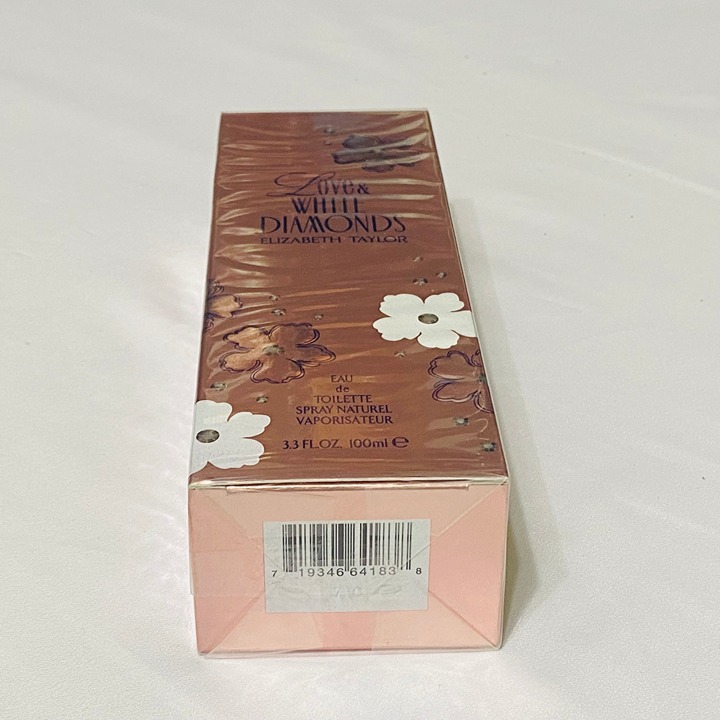 Love &
WHITE
DIAMONDS
ELIZABETH TAYLOR
EAU
de
TOILETTE
SPRAY NATUREL
VAPORISATEUR
3.3 FL.OZ. 100ml ℮
7 19346 64183 8